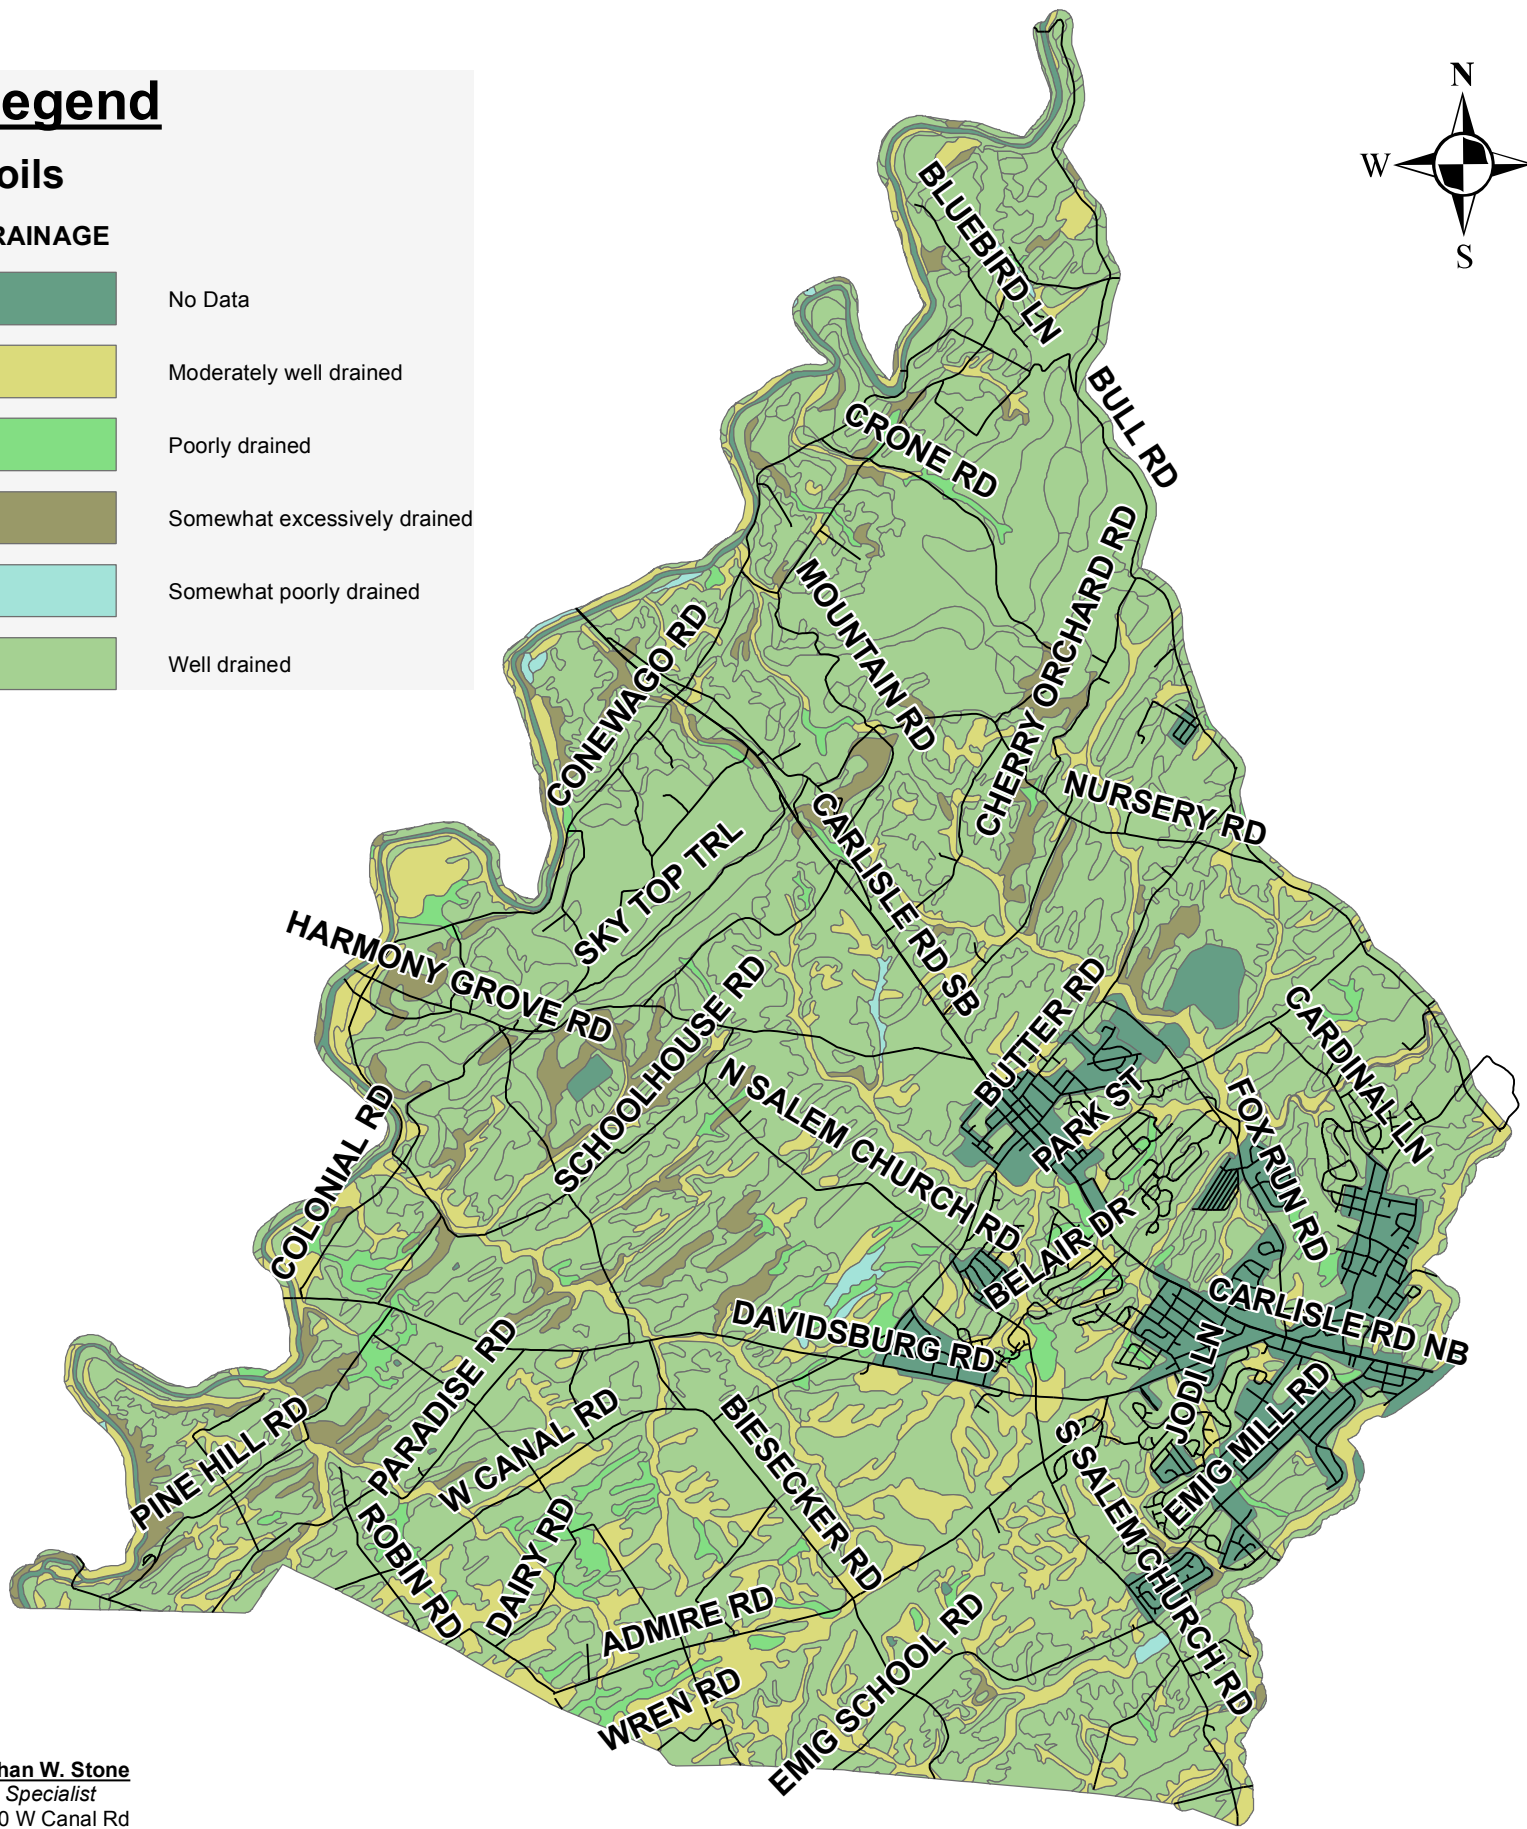 egend
oils
RAINAGE
No Data
Moderately well drained
Poorly drained
Somewhat excessively drained
Somewhat poorly drained
Well drained
N
W
S
BLUEBIRD LN
BULL RD
CRONE RD
CHERRY ORCHARD RD
MOUNTAIN RD
CONEWAGO RD
NURSERY RD
CARLISLE RD SB
SKY TOP TRL
HARMONY GROVE RD
SCHOOLHOUSE RD
BUTTER RD
CARDINAL LN
PARK ST
N SALEM CHURCH RD
FOX RUN RD
COLONIAL RD
BELAIR DR
CARLISLE RD NB
DAVIDSBURG RD
JODI LN
EMIG MILL RD
PARADISE RD
W CANAL RD
BIESECKER RD
PINE HILL RD
S SALEM CHURCH RD
ROBIN RD
DAIRY RD
ADMIRE RD
WREN RD
EMIG SCHOOL RD
han W. Stone
Specialist
0 W Canal Rd